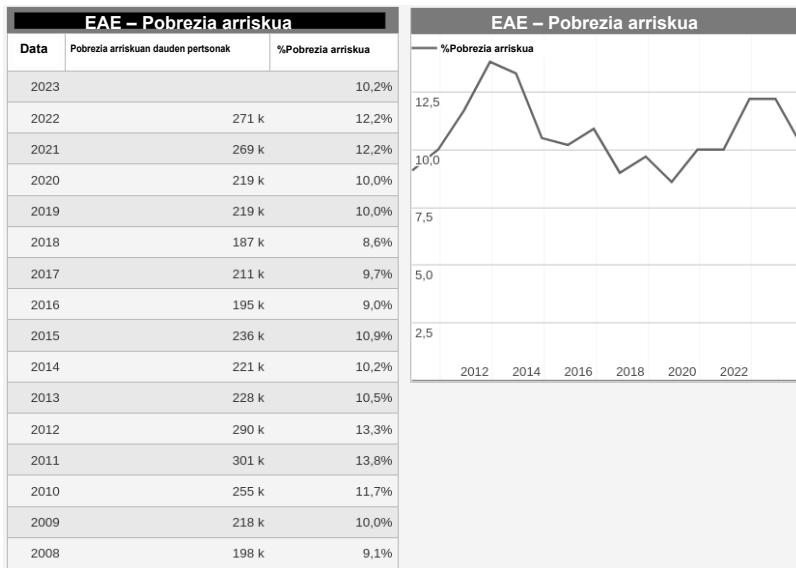 EAE – Pobrezia arriskua
Data Pobrezia arriskuan dauden pertsonak %Pobrezia arriskua
2023 10,2%
2022 271 k 12,2%
2021 269 k 12,2%
2020 219 k 10,0%
2019 219 k 10,0%
2018 187 k 8,6%
2017 211 k 9,7%
2016 195 k 9,0%
2015 236 k 10,9%
2014 221 k 10,2%
2013 228 k 10,5%
2012 290 k 13,3%
2011 301 k 13,8%
2010 255 k 11,7%
2009 218 k 10,0%
2008 198 k 9,1%
EAE – Pobrezia arriskua
%Pobrezia arriskua
12,5
10,0
7,5
5,0
2,5
2012 2014 2016 2018 2020 2022